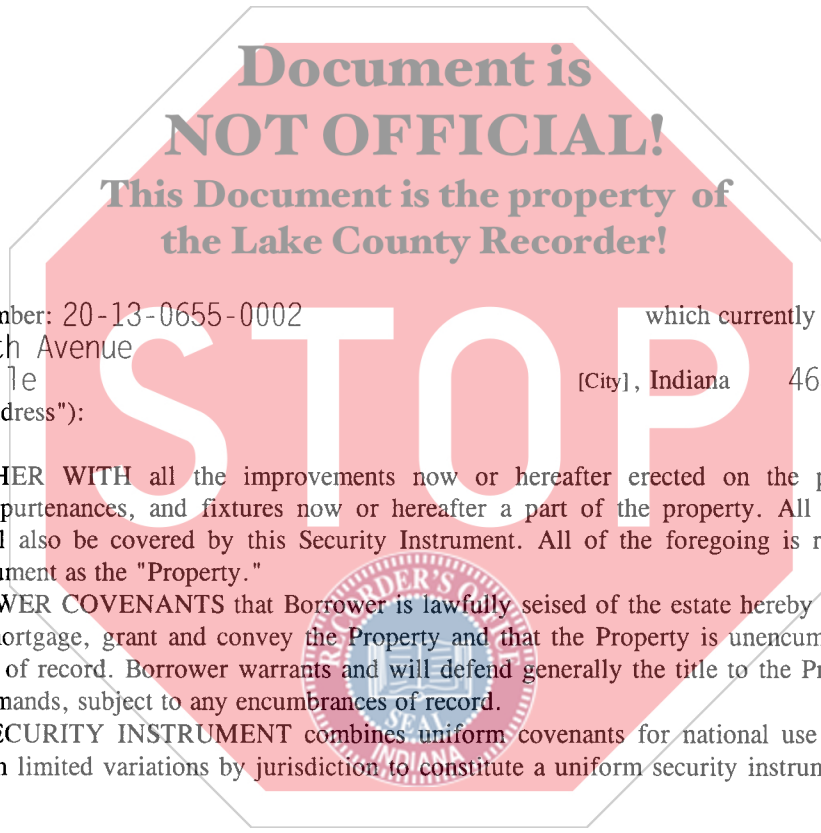 Document is
NOT OFFICIAL!
This Document is the property of
the Lake County Recorder!
STOP
mber: 20-13-0655-0002 which currently
th Avenue
le [City], Indiana 46
dress"):
HER WITH all the improvements now or hereafter erected on the p
purtenances, and fixtures now or hereafter a part of the property. All
l also be covered by this Security Instrument. All of the foregoing is r
ument as the "Property."
WER COVENANTS that Borrower is lawfully seised of the estate hereby
ortgage, grant and convey the Property and that the Property is unencum
of record. Borrower warrants and will defend generally the title to the Pr
mands, subject to any encumbrances of record.
ECURITY INSTRUMENT combines uniform covenants for national use
n limited variations by jurisdiction to constitute a uniform security instrum
RECORDER'S OFFICE
SEAL
INDIANA